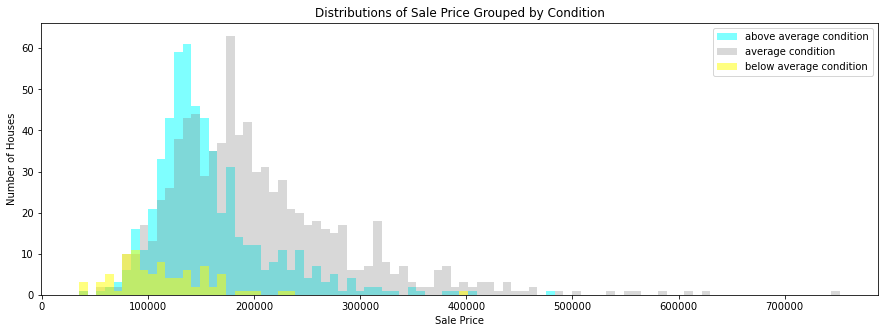 Distributions of Sale Price Grouped by Condition
above average condition
average condition
below average condition
Number of Houses
60
50
40
30
20
10
0
0 100000 200000 300000 400000 500000 600000 700000
Sale Price